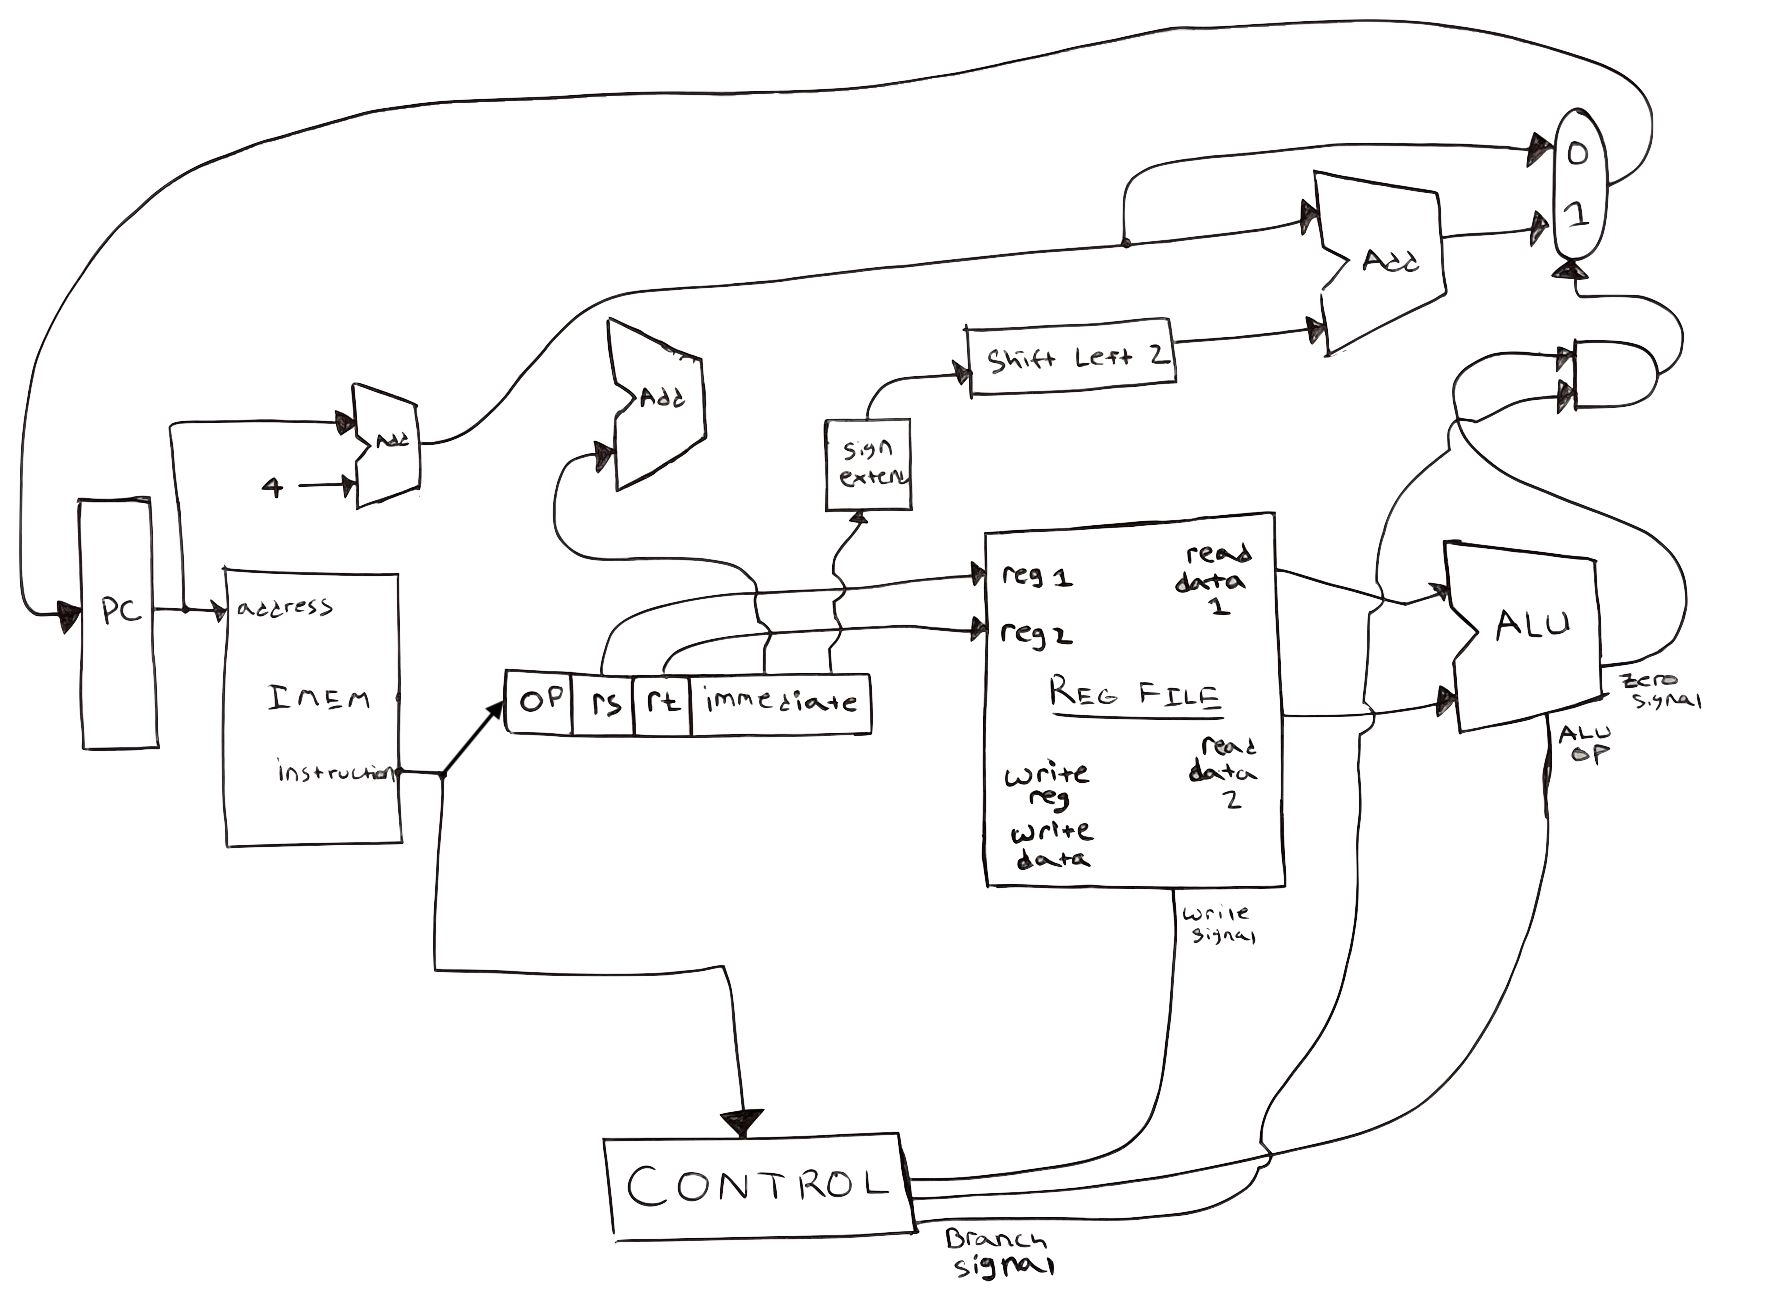 0
1
Add
Shift Left 2
Add
Add
4
sign
extend
PC
address
IMEM
instruction
OP rs rt immediate
reg 1
reg 2
read
data
1
REG FILE
read
data
2
write
reg
write
data
write
signal
ALU
Zero
signal
ALU
OP
CONTROL
Branch
signal